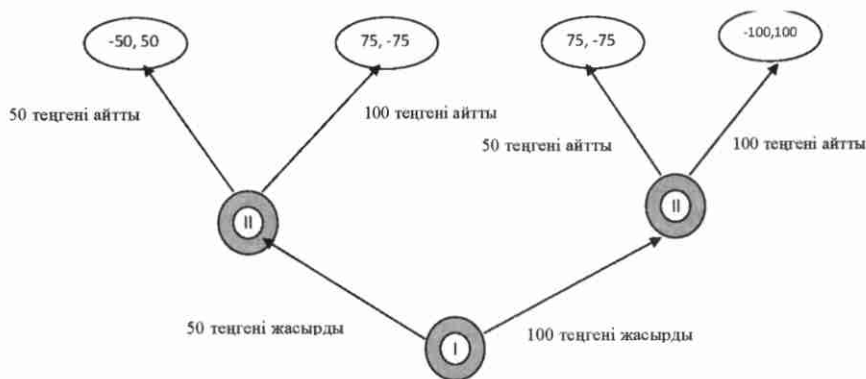 -50, 50
75, -75
75, -75
-100,100
50 теңгені айтты
100 теңгені айтты
50 теңгені айтты
100 теңгені айтты
II
II
50 теңгені жасырды
I
100 теңгені жасырды